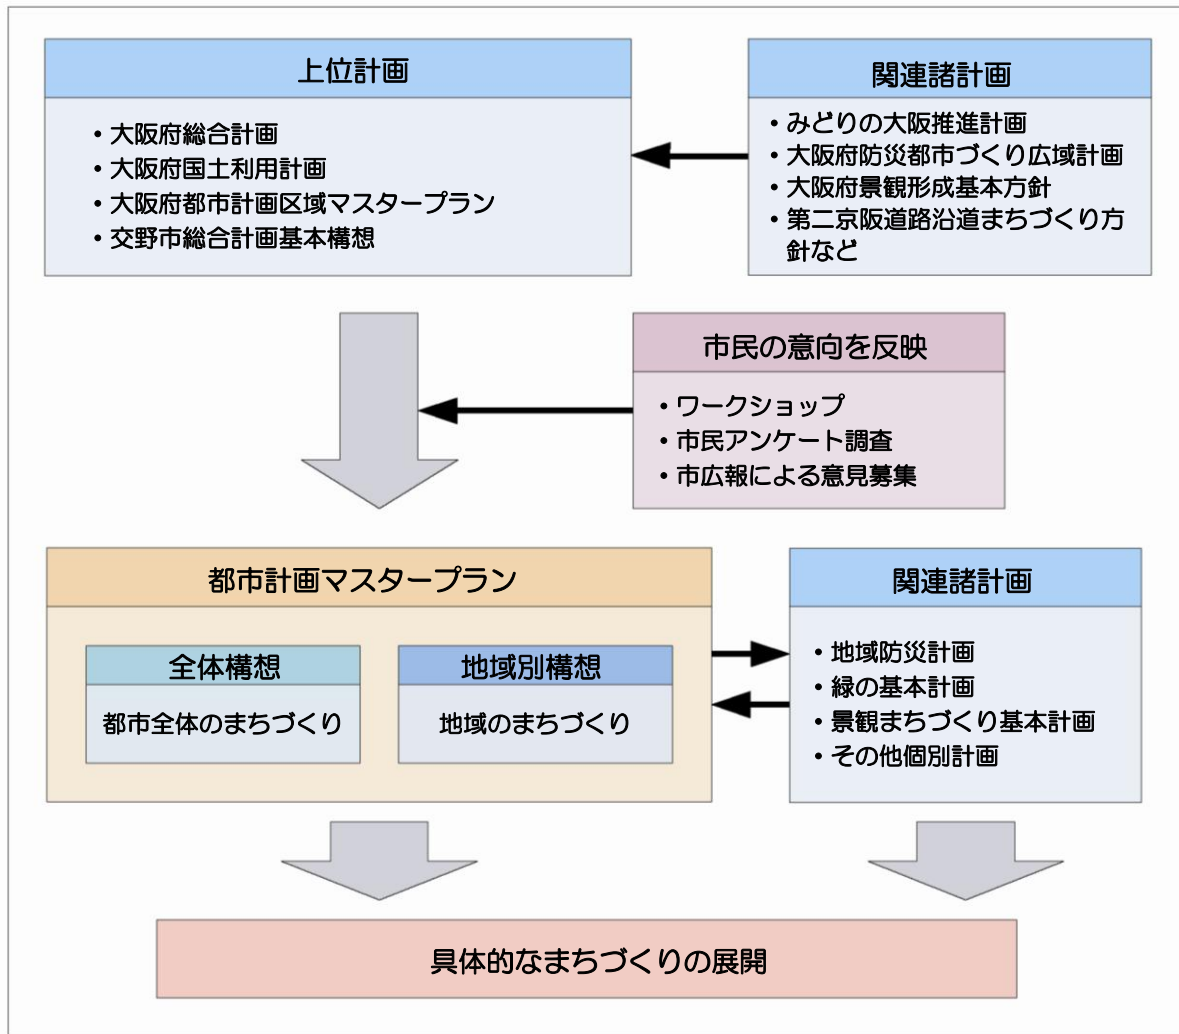 上位計画
・大阪府総合計画
・大阪府国土利用計画
・大阪府都市計画区域マスタープラン
・交野市総合計画基本構想
関連諸計画
・みどりの大阪推進計画
・大阪府防災都市づくり広域計画
・大阪府景観形成基本方針
・第二京阪道路沿道まちづくり方
針など
市民の意向を反映
・ワークショップ
・市民アンケート調査
・市広報による意見募集
都市計画マスタープラン
全体構想
都市全体のまちづくり
地域別構想
地域のまちづくり
関連諸計画
・地域防災計画
・緑の基本計画
・景観まちづくり基本計画
・その他個別計画
具体的なまちづくりの展開